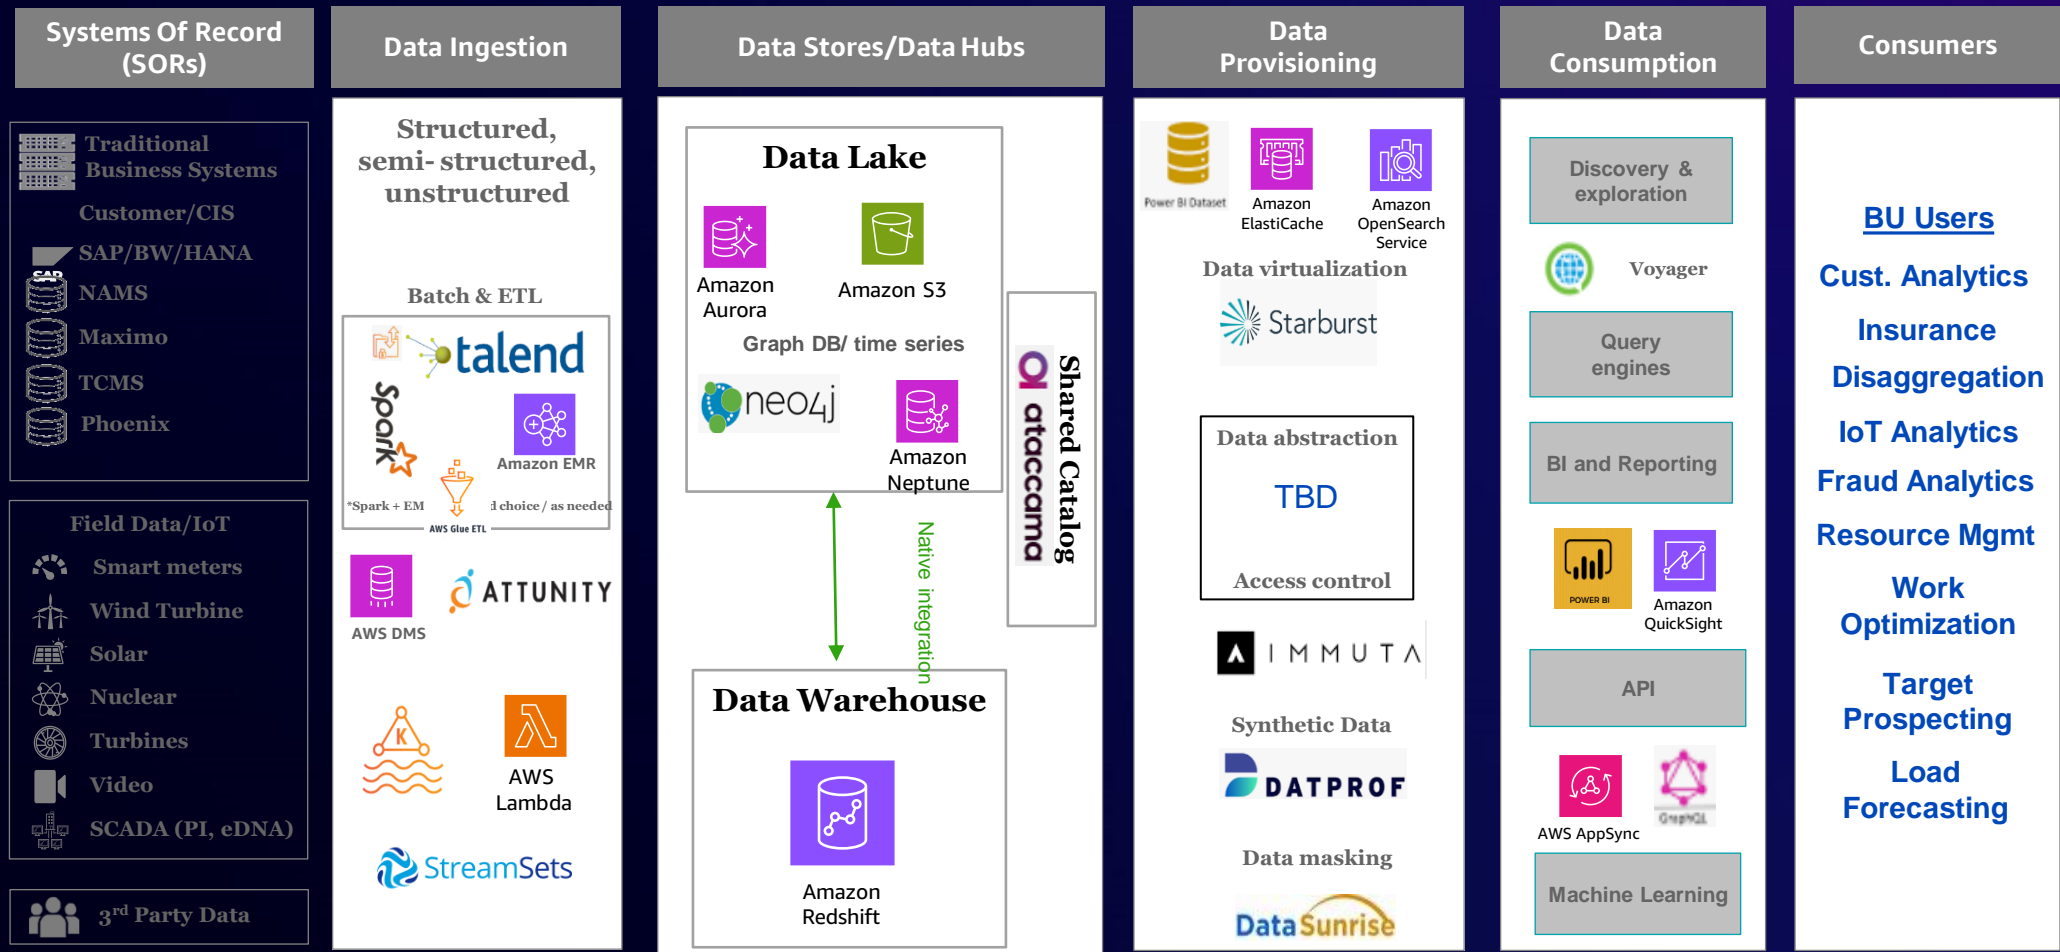 Systems Of Record
(SORs)
Traditional
Business Systems
Customer/CIS
SAP/BW/HANA
SAP
NAMS
Maximo
TCMS
Phoenix
Field Data/IoT
Smart meters
Wind Turbine
Solar
Nuclear
Turbines
Video
SCADA (PI, eDNA)
3rd Party Data
Data Ingestion
Structured,
semi- structured,
unstructured
Batch & ETL
talend
Spark
Amazon EMR
*Spark + EM
d choice / as needed
AWS Glue ETL
AWS DMS
ATTUNITY
K
AWS
Lambda
StreamSets
Data Stores/Data Hubs
Data Lake
Amazon
Aurora
Amazon S3
Graph DB/ time series
neo4j
Amazon
Neptune
Shared Catalog
ataccama
Native integration
Data Warehouse
Amazon
Redshift
Data
Provisioning
Power BI Dataset
Amazon
ElastiCache
Amazon
OpenSearch
Service
Data virtualization
Starburst
Data abstraction
TBD
Access control
IMMUTA
Synthetic Data
DATPROF
Data masking
DataSunrise
Data
Consumption
Discovery &
exploration
Voyager
Query
engines
BI and Reporting
POWER BI
Amazon
QuickSight
API
AWS AppSync
GraphQL
Machine Learning
Consumers
BU Users
Cust. Analytics
Insurance
Disaggregation
IoT Analytics
Fraud Analytics
Resource Mgmt
Work
Optimization
Target
Prospecting
Load
Forecasting